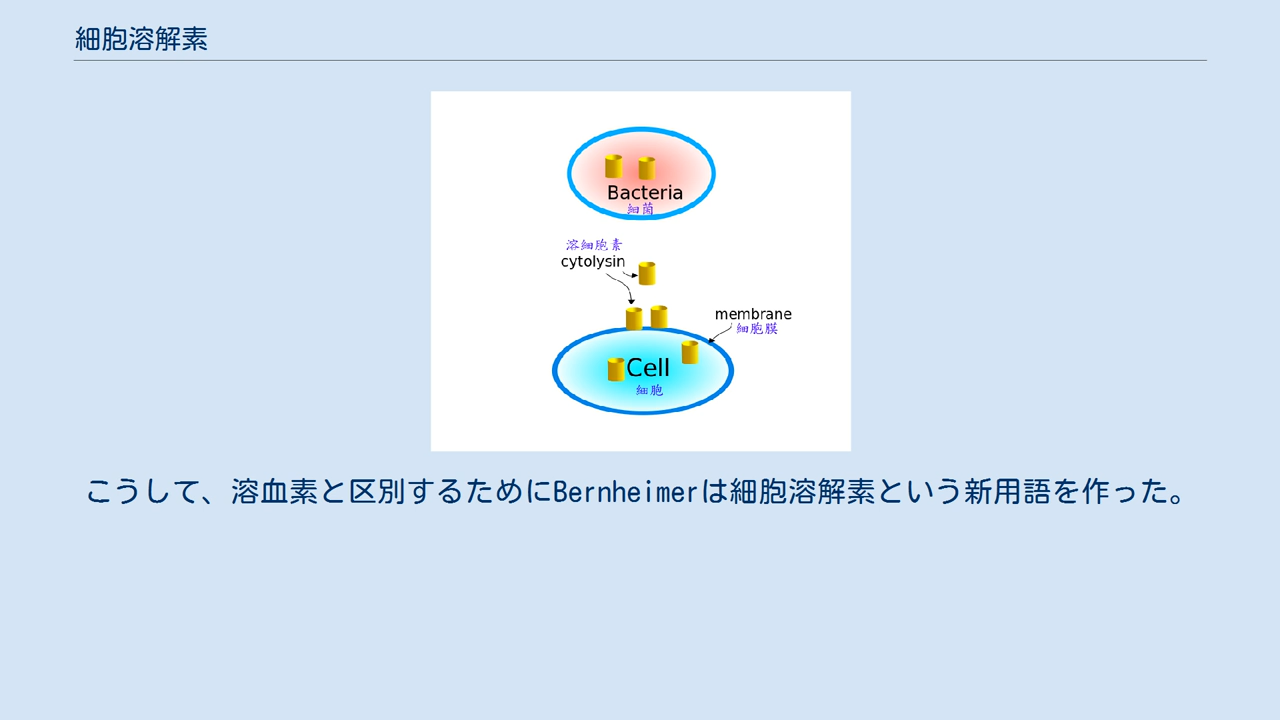 細胞溶解素
Bacteria
細菌
溶細胞素
cytolysin
membrane
細胞膜
Cell
細胞
こうして、溶血素と区別するためにBernheimerは細胞溶解素という新用語を作った。